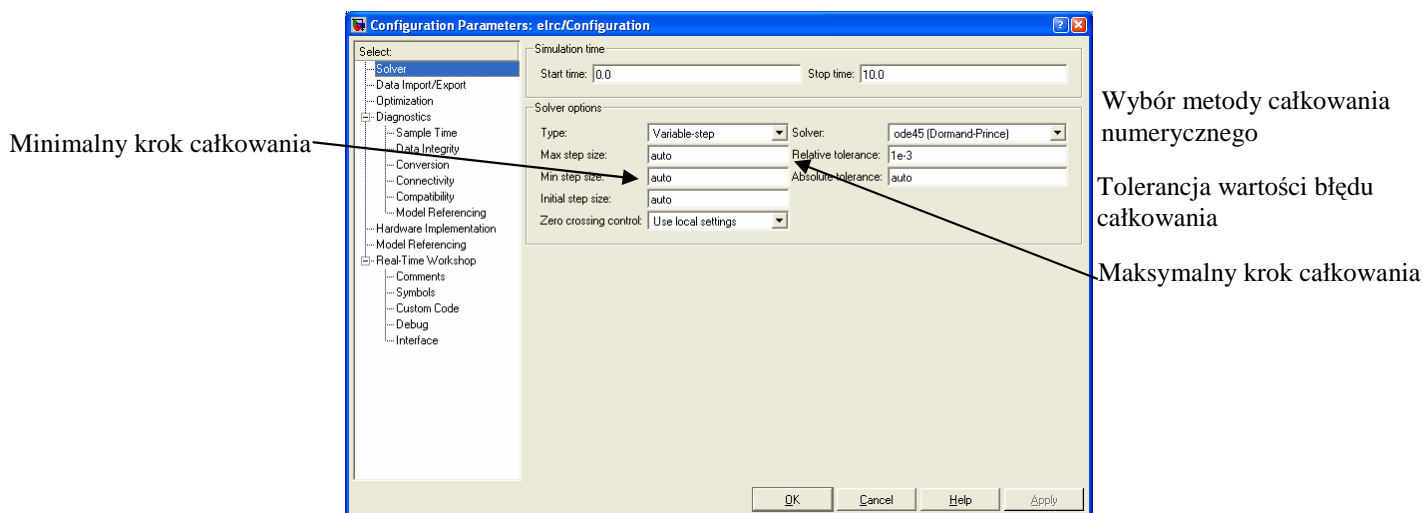 Configuration Parameters: elrc/Configuration
Select:
Solver
Data Import/Export
Optimization
Diagnostics
Sample Time
Data Integrity
Conversion
Connectivity
Compatibility
Model Referencing
Hardware Implementation
Model Referencing
Real-Time Workshop
Comments
Symbols
Custom Code
Debug
Interface
Simulation time
Start time: 0.0 Stop time: 10.0
Solver options
Type: Variable-step Solver: ode45 (Dormand-Prince)
Max step size: auto Relative tolerance: 1e-3
Min step size: auto Absolute tolerance: auto
Initial step size: auto
Zero crossing control: Use local settings
OK Cancel Help Apply
Minimalny krok całkowania
Wybór metody całkowania
numerycznego
Tolerancja wartości błędu
całkowania
Maksymalny krok całkowania